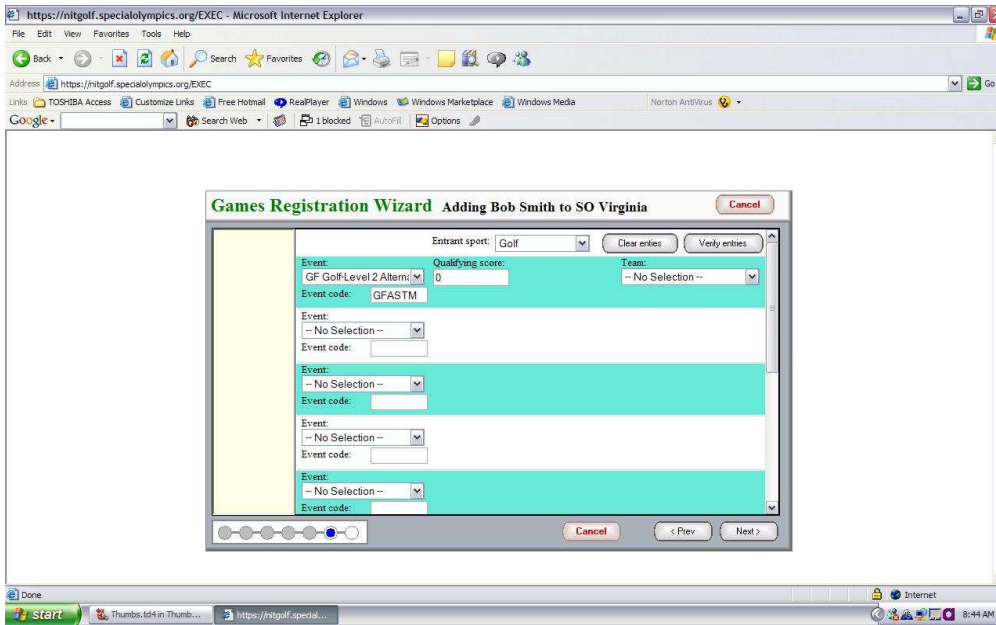 https://nitgolf.specialolympics.org/EXEC - Microsoft Internet Explorer
File Edit View Favorites Tools Help
Back Search Favorites
Address https://nitgolf.specialolympics.org/EXEC Go
Links TOSHIBA Access Customize Links Free Hotmail RealPlayer Windows Windows Marketplace Windows Media Norton AntiVirus
Google Search Web 1 blocked AutoFill Options
Games Registration Wizard Adding Bob Smith to SO Virginia Cancel
Entrant sport: Golf Clear enties Verify entries
Event: Qualifying score: Team:
GF Golf-Level 2 Alterna 0 -- No Selection --
Event code: GFASTM
Event:
-- No Selection --
Event code:
Event:
-- No Selection --
Event code:
Event:
-- No Selection --
Event code:
Event:
-- No Selection --
Event code:
Cancel < Prev Next >
Done Internet
start Thumbs.td4 in Thumb... https://nitgolf.special... 8:44 AM